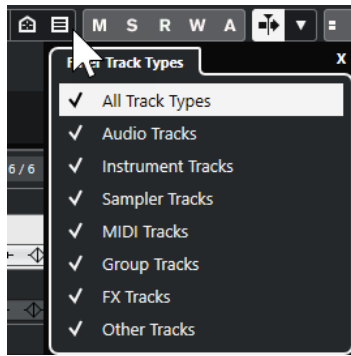 M S R W A
Filter Track Types X
✓ All Track Types
6 / 6 ✓ Audio Tracks
✓ Instrument Tracks
✓ Sampler Tracks
✓ MIDI Tracks
✓ Group Tracks
✓ FX Tracks
✓ Other Tracks